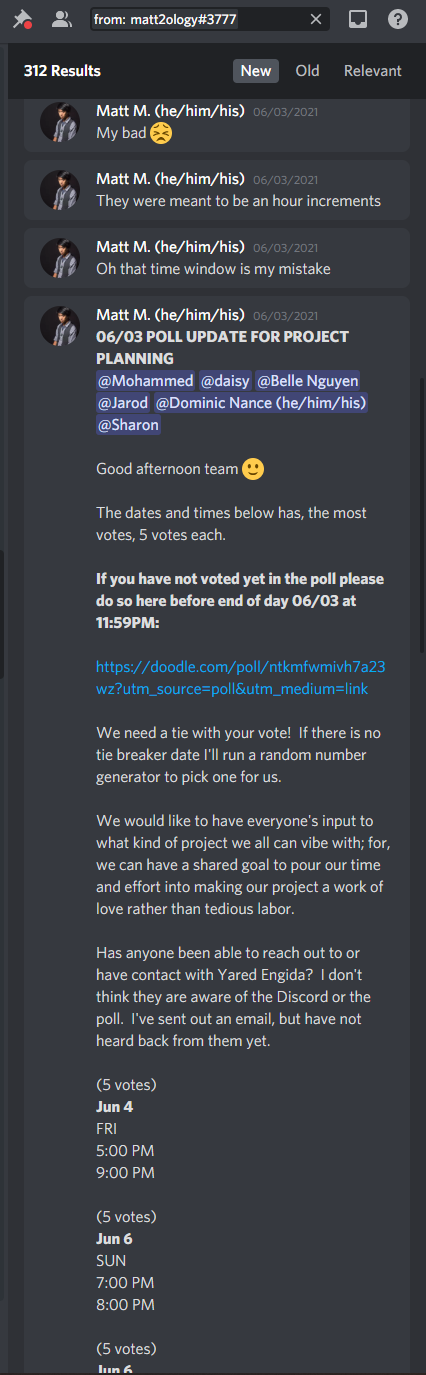 from: matt2ology#3777
312 Results
New Old Relevant
Matt M. (he/him/his) 06/03/2021
My bad
Matt M. (he/him/his) 06/03/2021
They were meant to be an hour increments
Matt M. (he/him/his) 06/03/2021
Oh that time window is my mistake
Matt M. (he/him/his) 06/03/2021
06/03 POLL UPDATE FOR PROJECT
PLANNING
@Mohammed @daisy @Belle Nguyen
@Jarod @Dominic Nance (he/him/his)
@Sharon
Good afternoon team
The dates and times below has, the most
votes, 5 votes each.
If you have not voted yet in the poll please
do so here before end of day 06/03 at
11:59PM:
https://doodle.com/poll/ntkmfwmivh7a23
wz?utm_source=poll&utm_medium=link
We need a tie with your vote! If there is no
tie breaker date I'll run a random number
generator to pick one for us.
We would like to have everyone's input to
what kind of project we all can vibe with; for,
we can have a shared goal to pour our time
and effort into making our project a work of
love rather than tedious labor.
Has anyone been able to reach out to or
have contact with Yared Engida? I don't
think they are aware of the Discord or the
poll. I've sent out an email, but have not
heard back from them yet.
(5 votes)
Jun 4
FRI
5:00 PM
9:00 PM
(5 votes)
Jun 6
SUN
7:00 PM
8:00 PM
(5 votes)
Jun 6